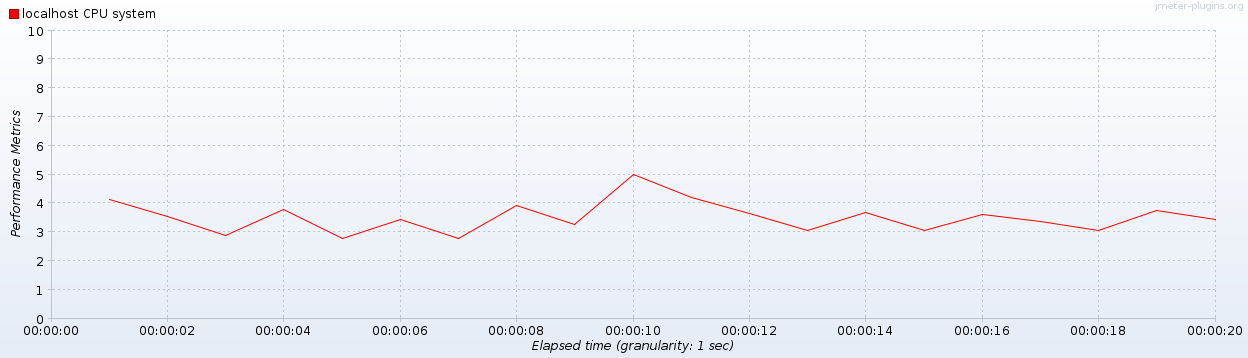 localhost CPU system
jmeter-plugins.org
10
9
8
7
6
5
4
3
2
1
0
Performance Metrics
00:00:00 00:00:02 00:00:04 00:00:06 00:00:08 00:00:10 00:00:12 00:00:14 00:00:16 00:00:18 00:00:20
Elapsed time (granularity: 1 sec)